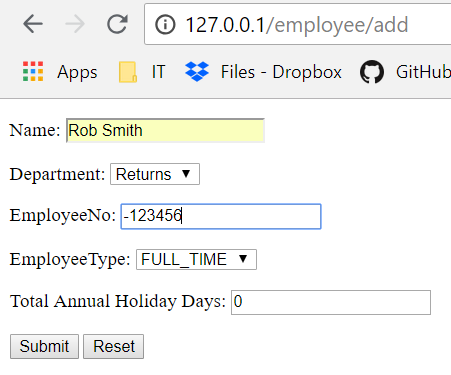 127.0.0.1/employee/add
Apps IT Files - Dropbox GitHub
Name: Rob Smith
Department: Returns
EmployeeNo: -123456
EmployeeType: FULL_TIME
Total Annual Holiday Days: 0
Submit Reset